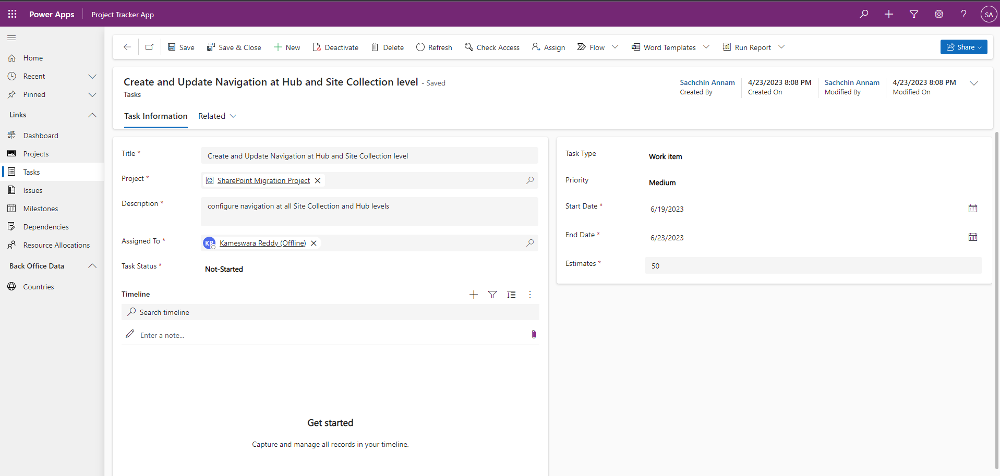 Power Apps Project Tracker App SA
Save Save & Close New Deactivate Delete Refresh Check Access Assign Flow Word Templates Run Report Share
Home
Recent
Pinned
Links
Dashboard
Projects
Tasks
Issues
Milestones
Dependencies
Resource Allocations
Back Office Data
Countries
Create and Update Navigation at Hub and Site Collection level - Saved
Tasks
Sachchin Annam
Created By
4/23/2023 8:08 PM
Created On
Sachchin Annam
Modified By
4/23/2023 8:08 PM
Modified On
Task Information Related
Title * Create and Update Navigation at Hub and Site Collection level
Project * SharePoint Migration Project
Description * configure navigation at all Site Collection and Hub levels
Assigned To * KR Kameswara Reddy (Offline)
Task Status * Not-Started
Timeline
Search timeline
Enter a note...
Get started
Capture and manage all records in your timeline.
Task Type Work item
Priority Medium
Start Date * 6/19/2023
End Date * 6/23/2023
Estimates * 50